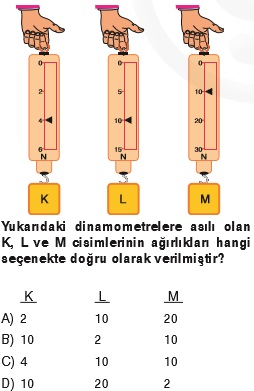 0 0 0
2 5 10
4 10 20
6 15 30
N N N
K L M
Yukarıdaki dinamometrelere asılı olan
K, L ve M cisimlerinin ağırlıkları hangi
seçenekte doğru olarak verilmiştir?
K L M
A) 2 10 20
B) 10 2 10
C) 4 10 10
D) 10 20 2